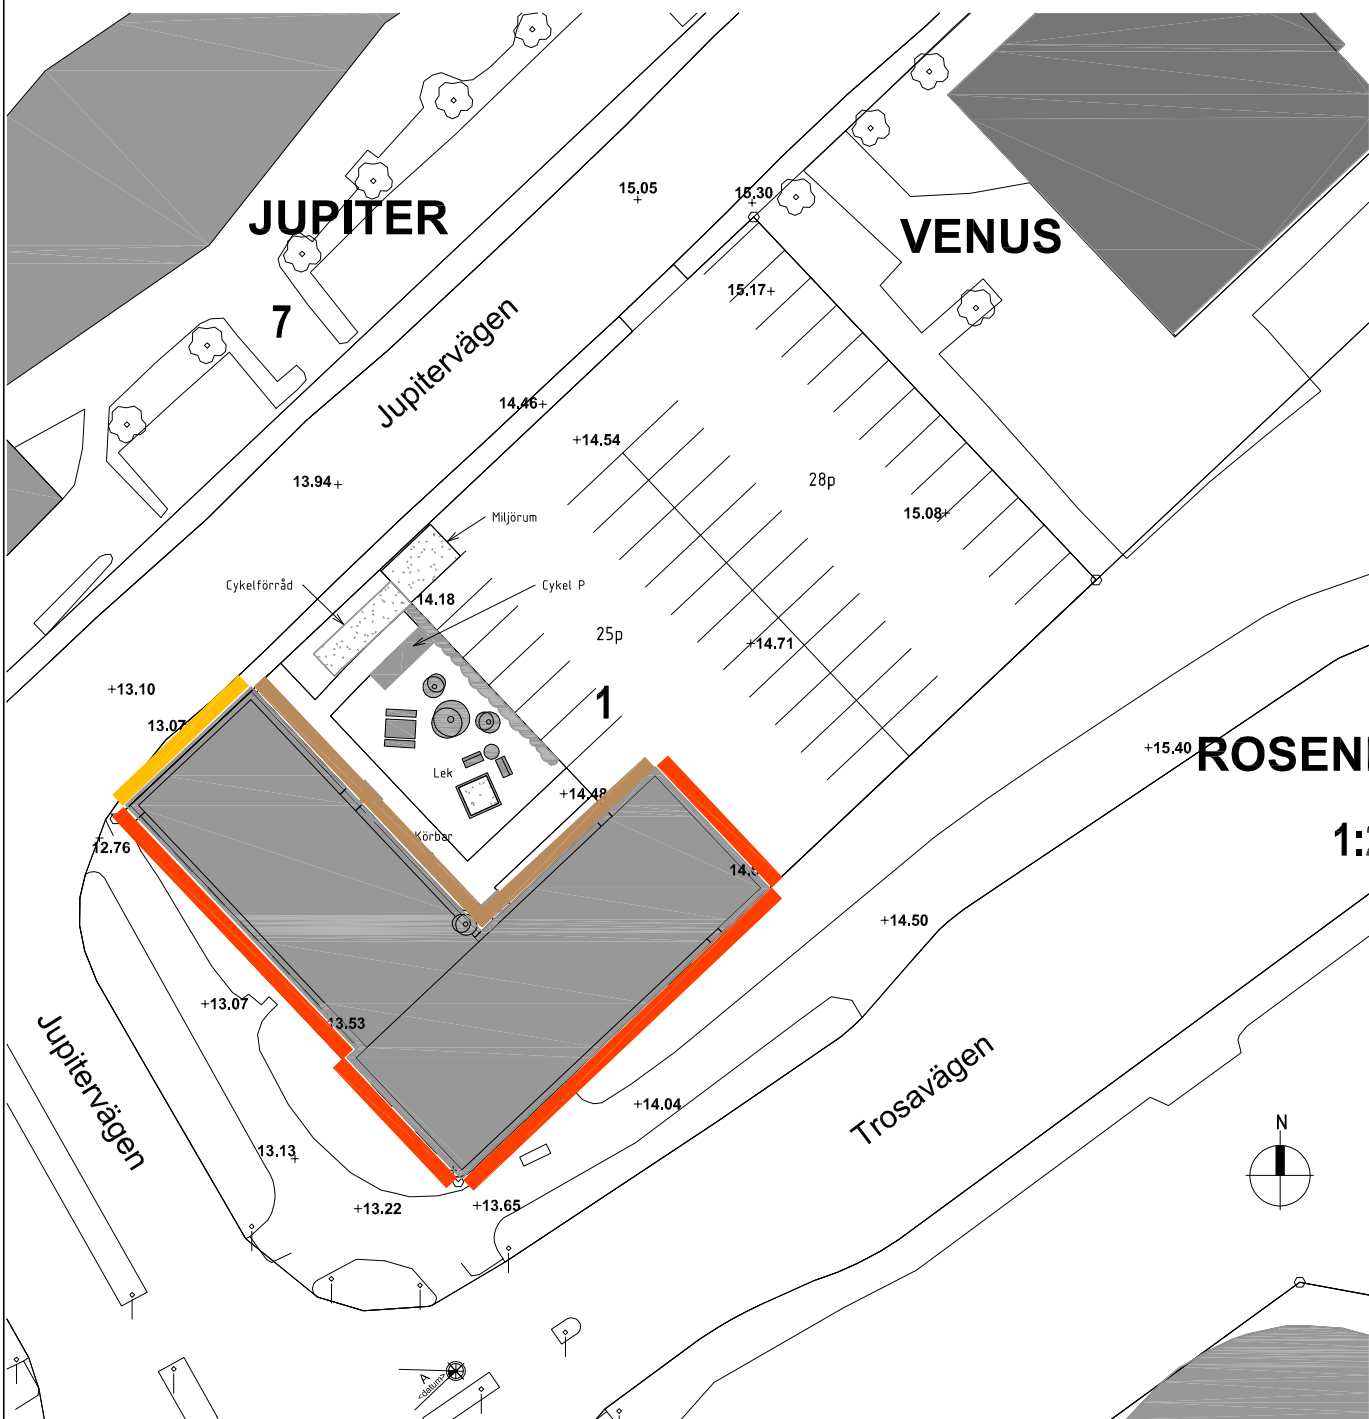 15.05
15.30
JUPITER
VENUS
15.17+
7
Jupitervägen
14.46+
+14.54
28p
13.94+
15.08+
Miljörum
Cykelförråd
Cykel P
14.18
25p
+14.71
+13.10
1
13.07
+15.40
Lek
+14.48
Körbar
12.76
+14.50
+13.07
13.53
Jupitervägen
+14.04
Trosavägen
N
13.13
+13.22
+13.65
A
<datum>